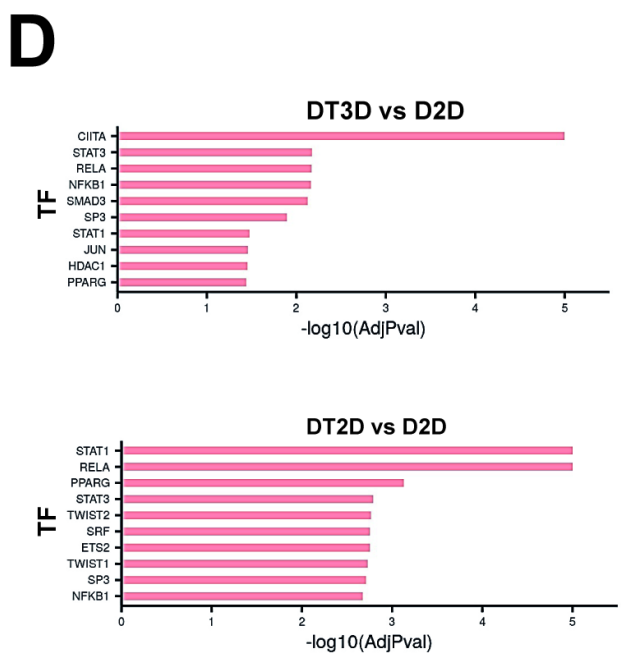 D
DT3D vs D2D
TF
CIITA
STAT3
RELA
NFKB1
SMAD3
SP3
STAT1
JUN
HDAC1
PPARG
0 1 2 3 4 5
-log10(AdjPval)
DT2D vs D2D
TF
STAT1
RELA
PPARG
STAT3
TWIST2
SRF
ETS2
TWIST1
SP3
NFKB1
0 1 2 3 4 5
-log10(AdjPval)